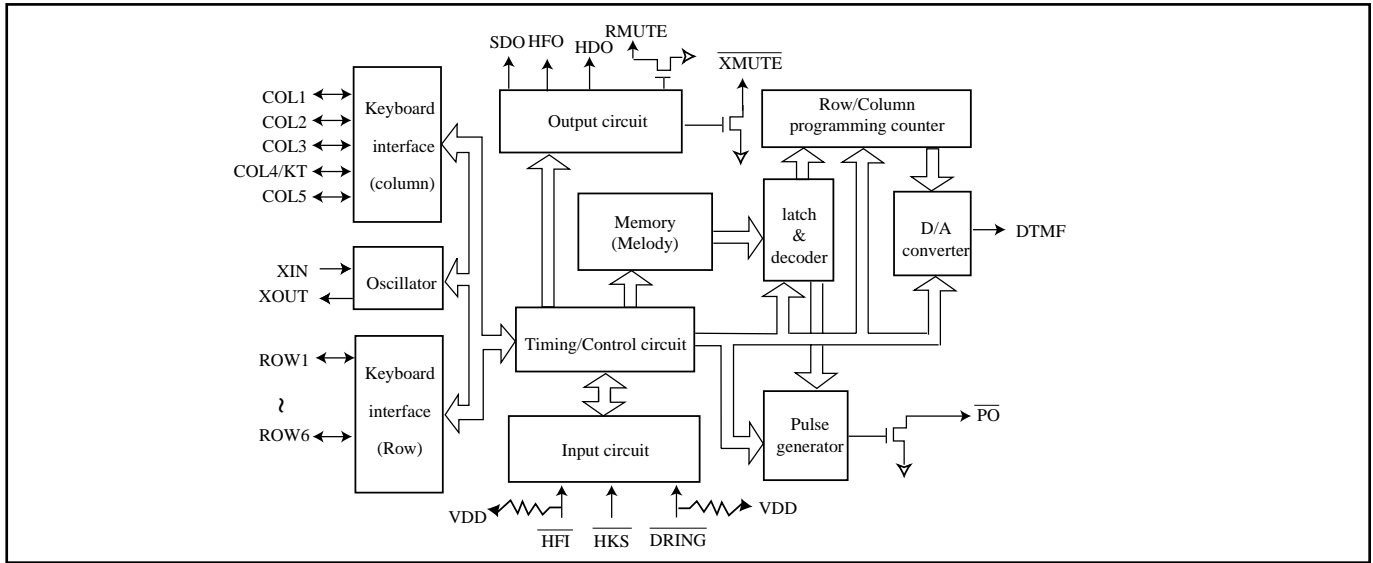 SDO HFO HDO RMUTE
XMUTE
COL1
COL2
COL3
COL4/KT
COL5
Keyboard
interface
(column)
Output circuit
Row/Column
programming counter
XIN
XOUT
Oscillator
Memory
(Melody)
latch
&
decoder
D/A
converter
DTMF
ROW1
~
ROW6
Keyboard
interface
(Row)
Timing/Control circuit
Input circuit
Pulse
generator
PO
VDD
HFI
HKS
DRING
VDD